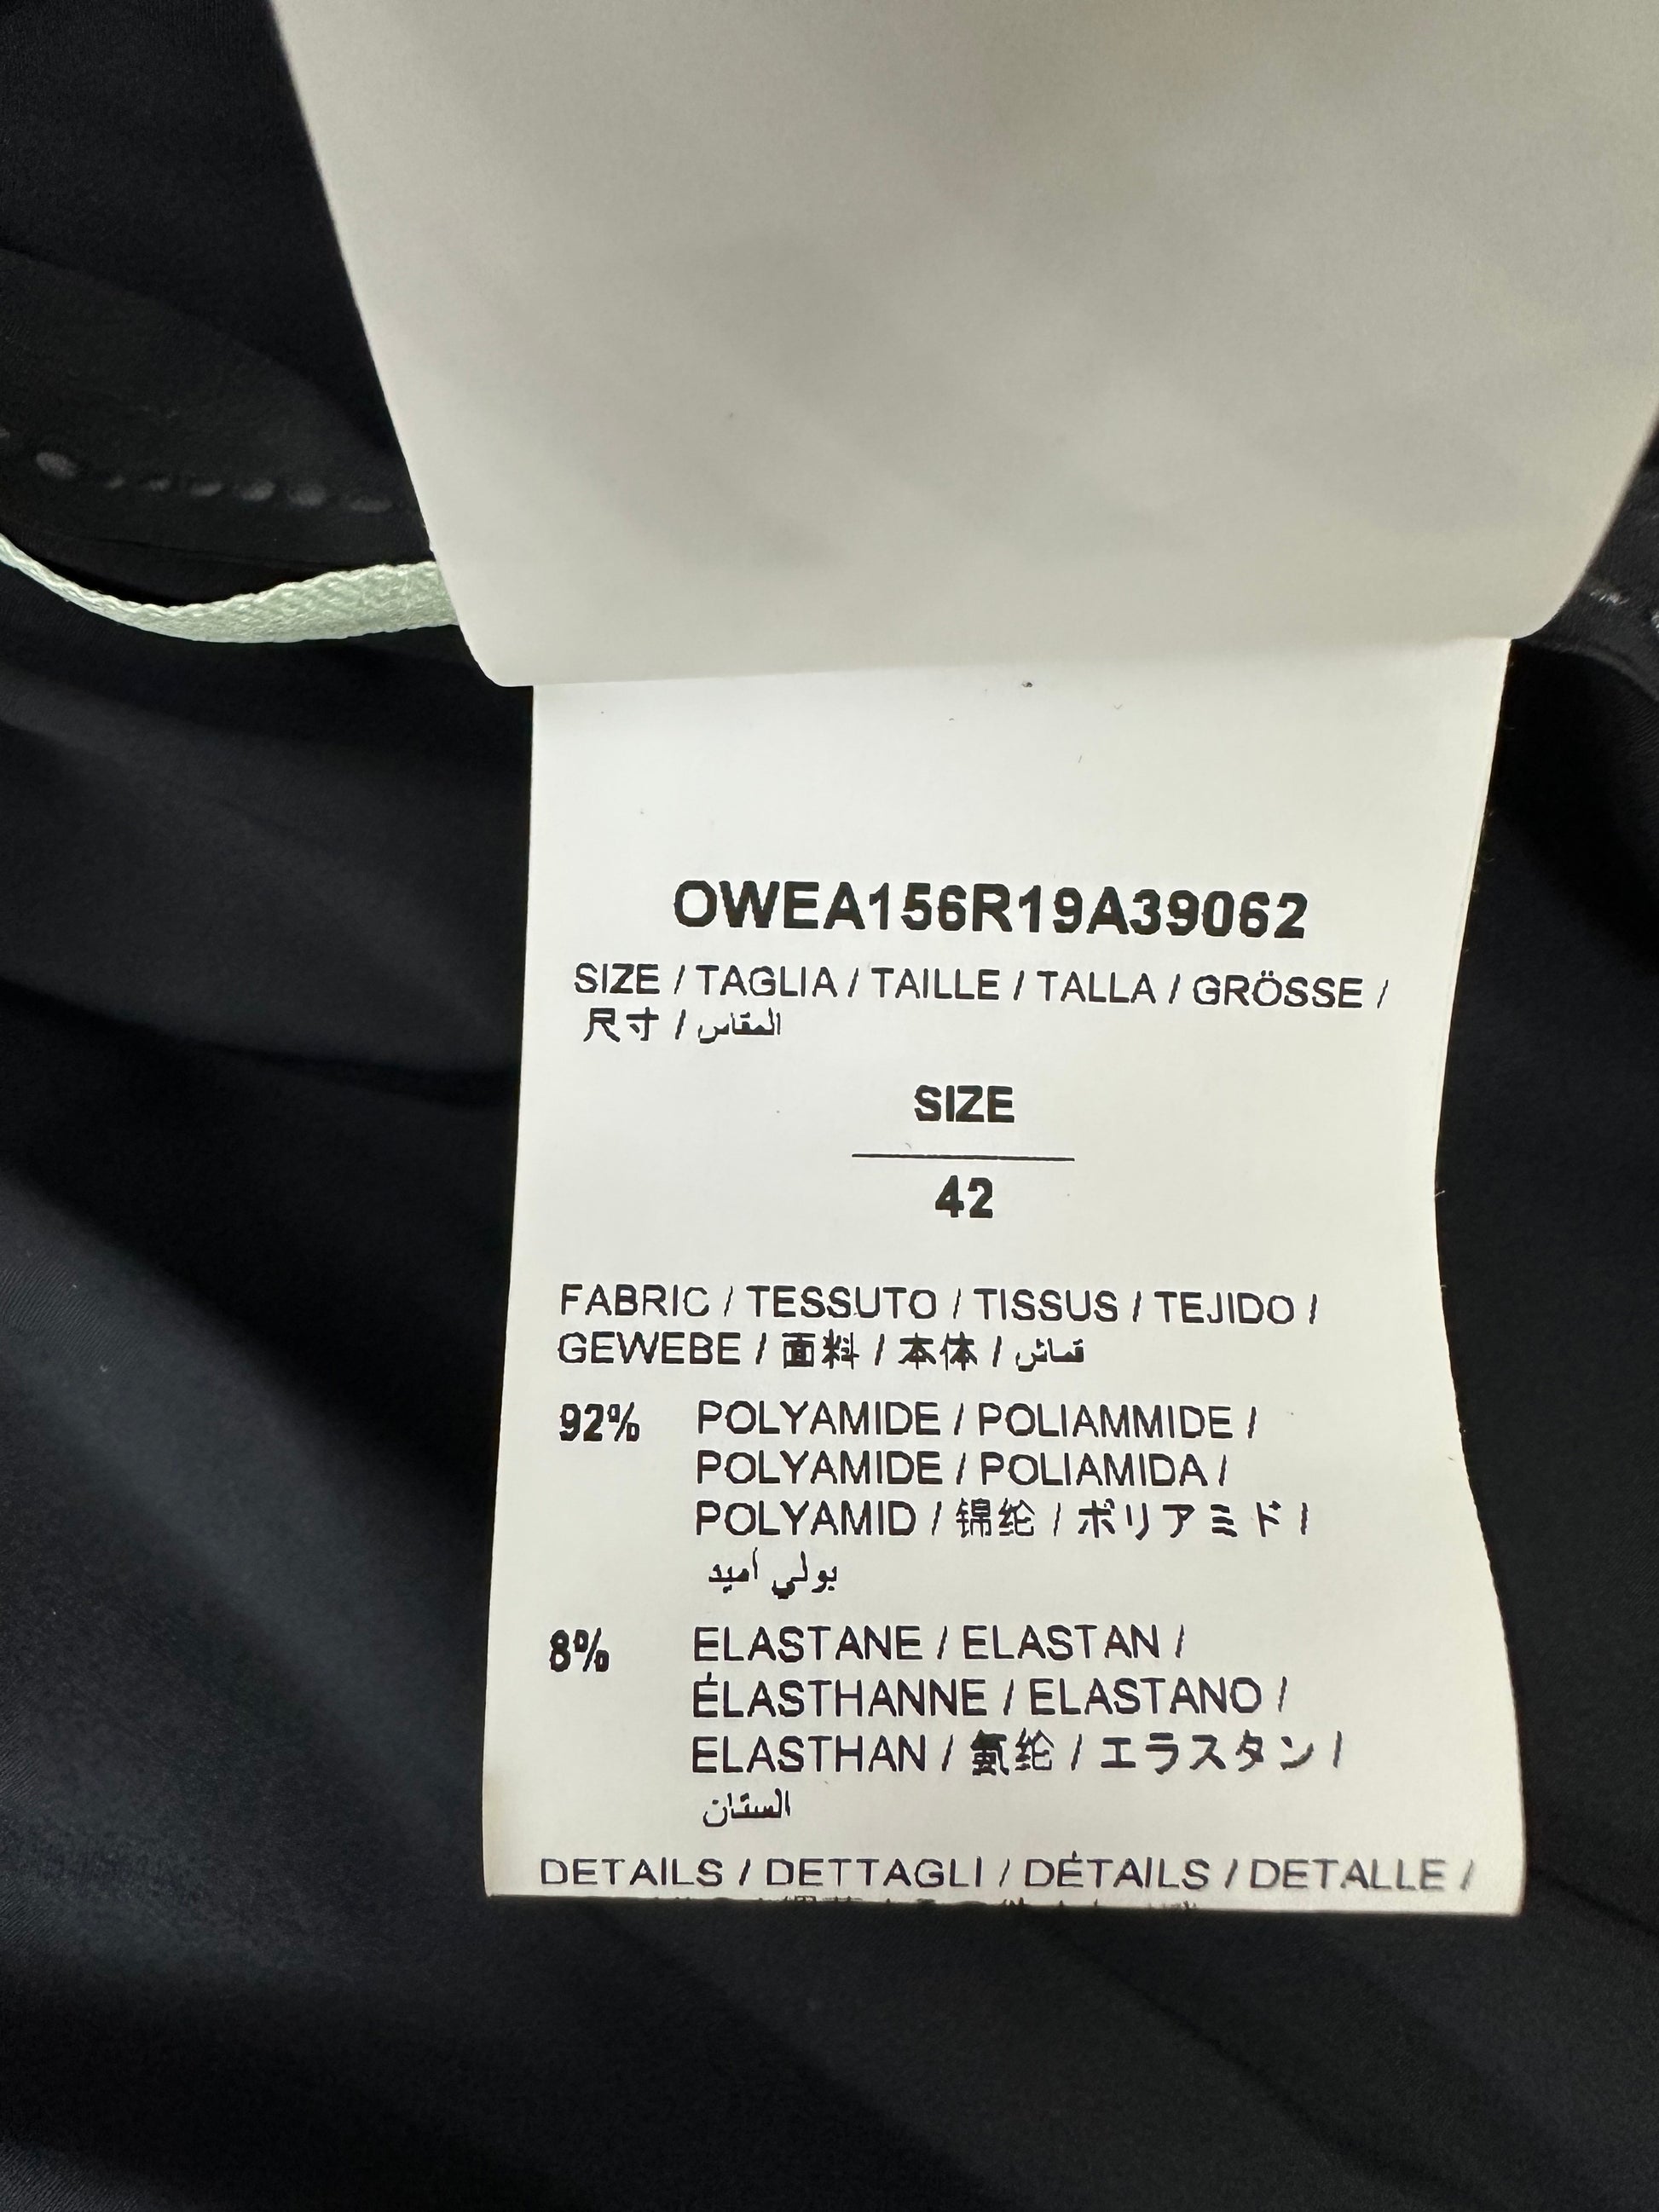 OWEA156R19A39062
SIZE / TAGLIA / TAILLE / TALLA / GRÖSSE /
尺寸 / المقاس
SIZE
42
FABRIC / TESSUTO / TISSUS / TEJIDO /
GEWEBE / 面料 / 本体 / قماش
92% POLYAMIDE / POLIAMMIDE /
POLYAMIDE / POLIAMIDA /
POLYAMID / 锦纶 / ポリアミド /
بولي اميد
8% ELASTANE / ELASTAN /
ÉLASTHANNE / ELASTANO /
ELASTHAN / 氨纶 / エラスタン /
الستان
DETAILS / DETTAGLI / DÉTAILS / DETALLE /